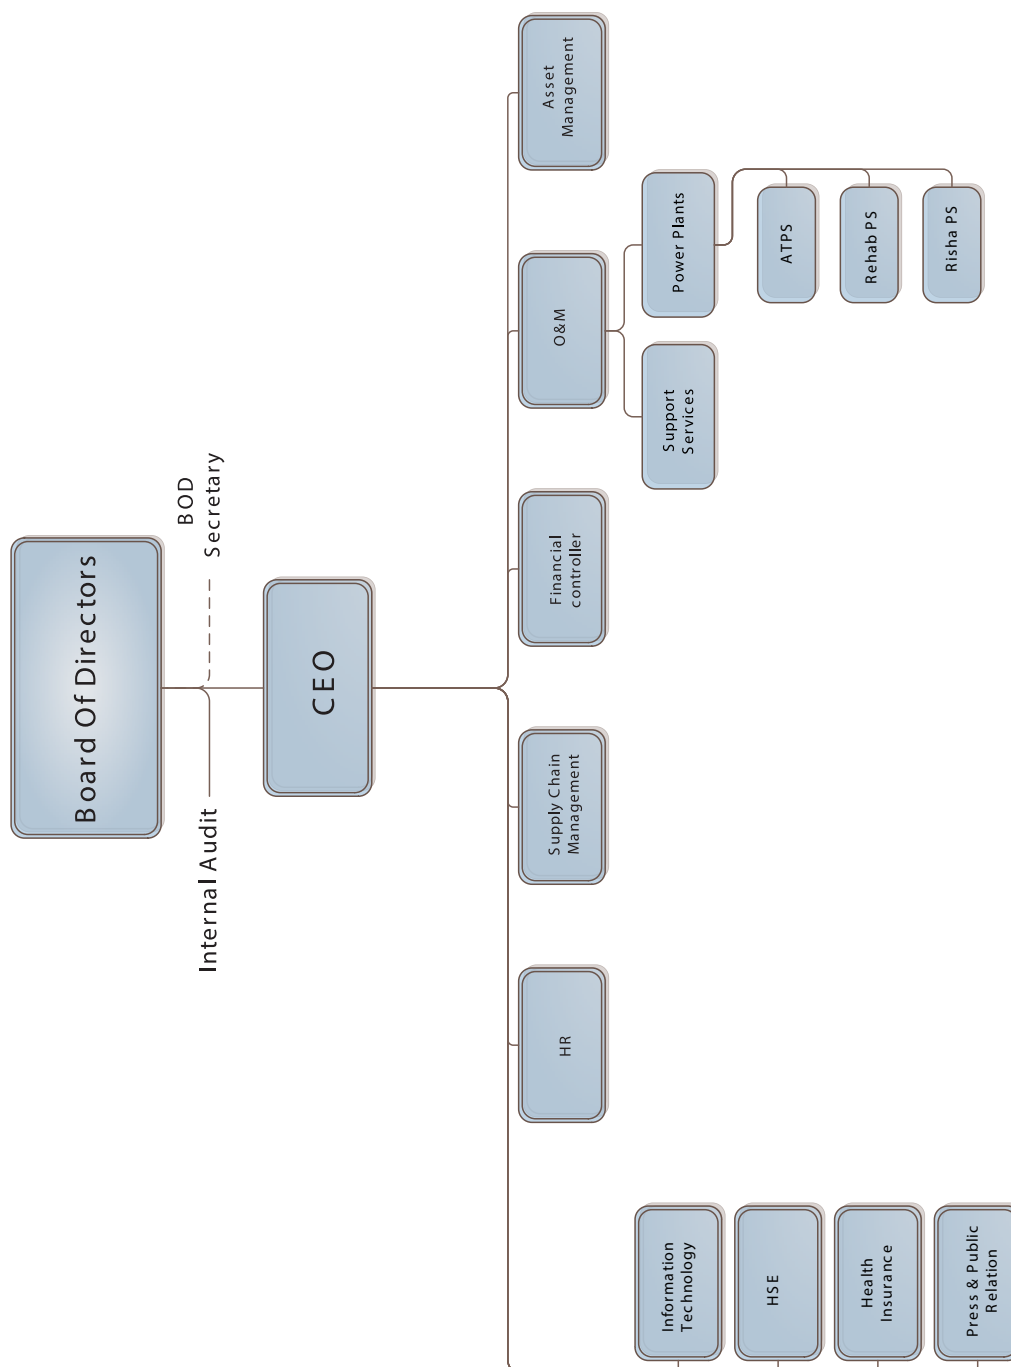 Board Of Directors
BOD
Secretary
Internal Audit
CEO
Asset
Management
O&M
Financial
controller
Supply Chain
Management
HR
Power Plants
Support
Services
ATPS
Rehab PS
Risha PS
Information
Technology
HSE
Health
Insurance
Press & Public
Relation